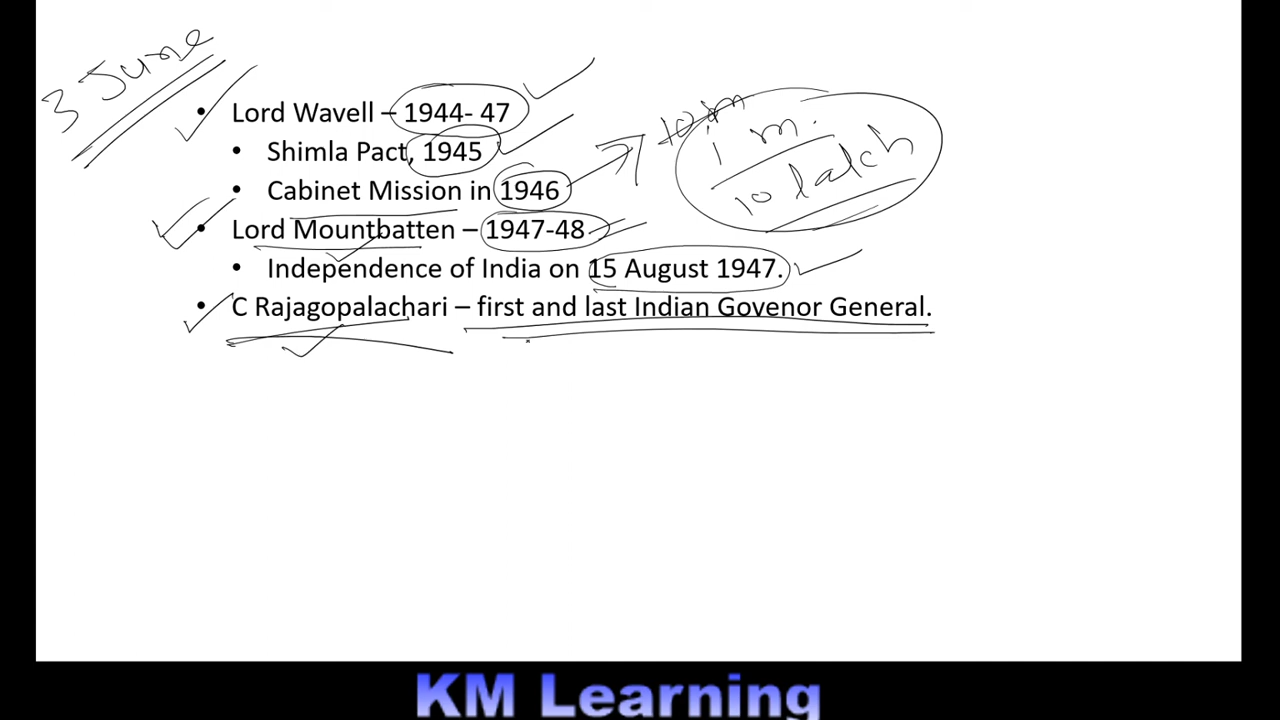 3 June
• Lord Wavell – 1944- 47
• Shimla Pact, 1945
• Cabinet Mission in 1946
10 m
1 m.
10 lakh
• Lord Mountbatten – 1947-48
• Independence of India on 15 August 1947.
• C Rajagopalachari – first and last Indian Govenor General.
KM Learning